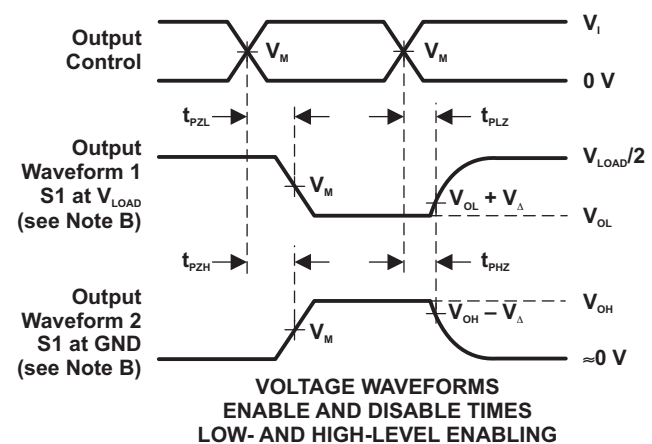 Output
Control
V_M
V_M
V_I
0 V
t_PZL
t_PLZ
Output
Waveform 1
S1 at V_LOAD
(see Note B)
V_M
V_OL + V_Δ
V_LOAD/2
V_OL
t_PZH
t_PHZ
Output
Waveform 2
S1 at GND
(see Note B)
V_M
V_OH – V_Δ
V_OH
≈0 V
VOLTAGE WAVEFORMS
ENABLE AND DISABLE TIMES
LOW- AND HIGH-LEVEL ENABLING